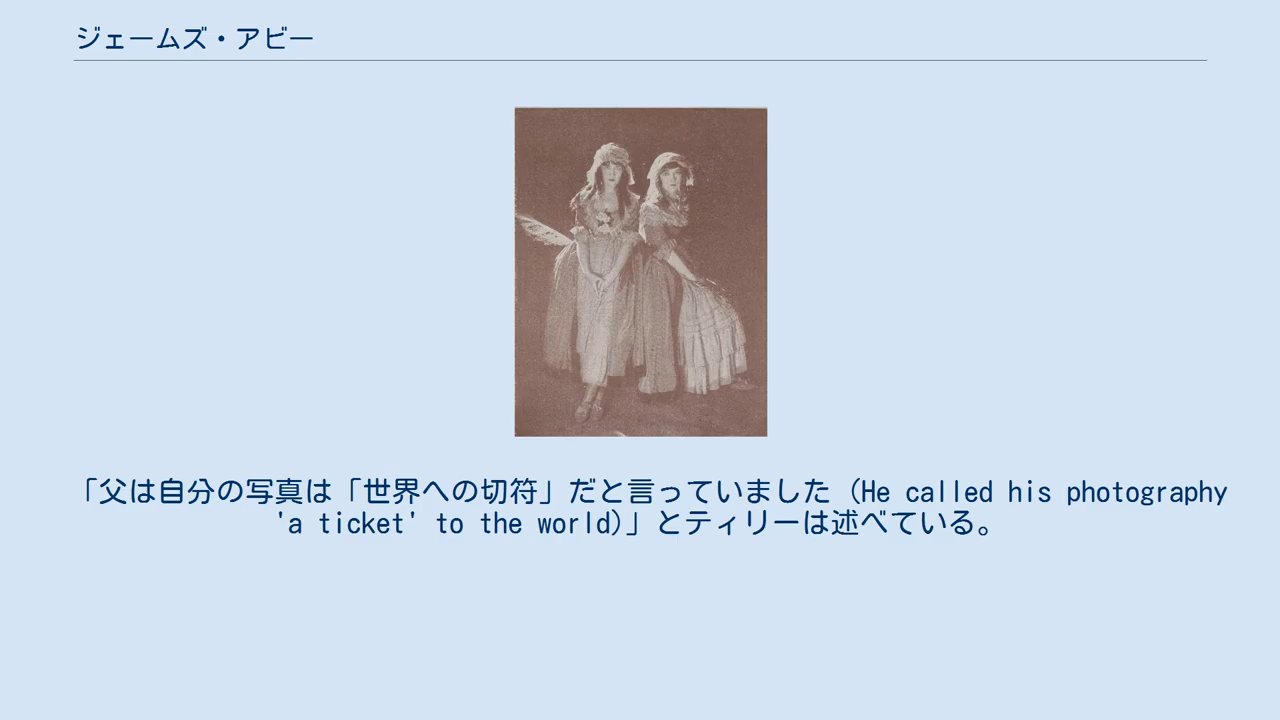 ジェームズ・アビー
「父は自分の写真は「世界への切符」だと言っていました (He called his photography
'a ticket' to the world)」とティリーは述べている。